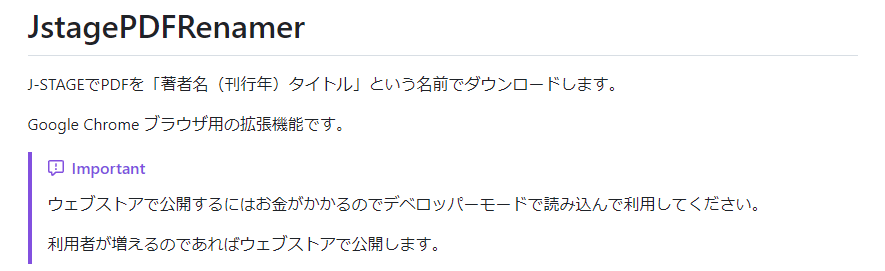 JstagePDFRenamer
J-STAGEでPDFを「著者名（刊行年）タイトル」という名前でダウンロードします。
Google Chrome ブラウザ用の拡張機能です。
Important
ウェブストアで公開するにはお金がかかるのでデベロッパーモードで読み込んで利用してください。
利用者が増えるのであればウェブストアで公開します。